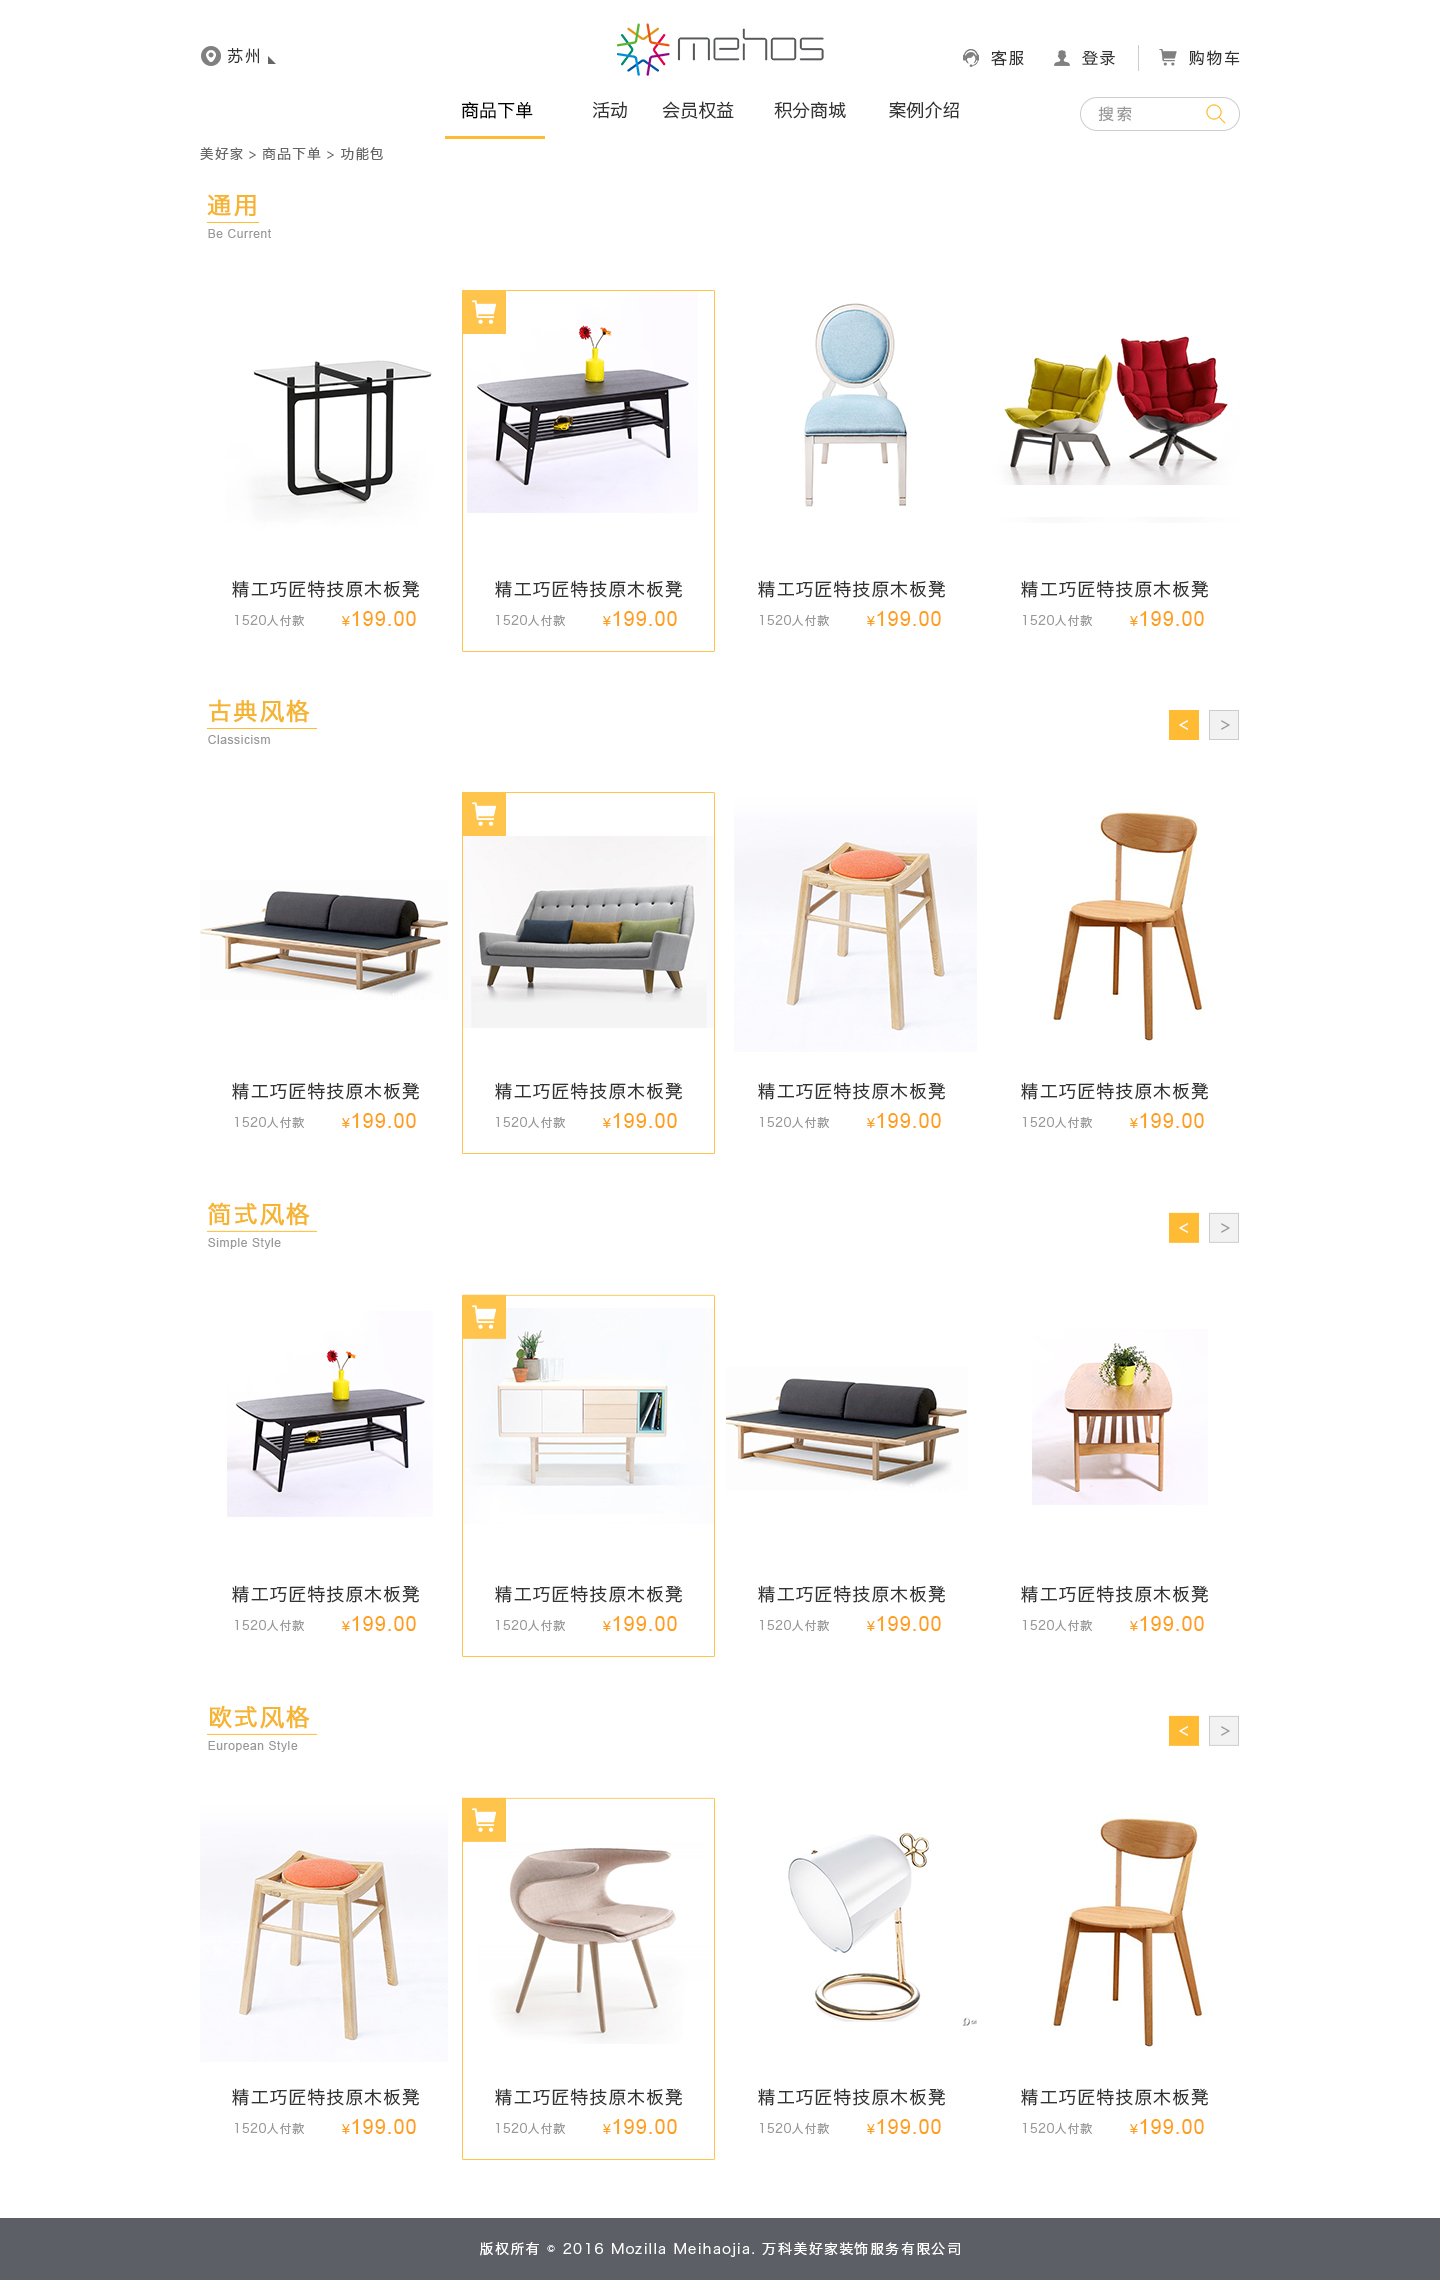 苏州
mehos
客服 登录 购物车
商品下单 活动 会员权益 积分商城 案例介绍
搜索
美好家 > 商品下单 > 功能包
通用
Be Current
精工巧匠特技原木板凳 精工巧匠特技原木板凳 精工巧匠特技原木板凳 精工巧匠特技原木板凳
1520人付款 ¥199.00 1520人付款 ¥199.00 1520人付款 ¥199.00 1520人付款 ¥199.00
古典风格
< >
Classicism
精工巧匠特技原木板凳 精工巧匠特技原木板凳 精工巧匠特技原木板凳 精工巧匠特技原木板凳
1520人付款 ¥199.00 1520人付款 ¥199.00 1520人付款 ¥199.00 1520人付款 ¥199.00
简式风格
< >
Simple Style
精工巧匠特技原木板凳 精工巧匠特技原木板凳 精工巧匠特技原木板凳 精工巧匠特技原木板凳
1520人付款 ¥199.00 1520人付款 ¥199.00 1520人付款 ¥199.00 1520人付款 ¥199.00
欧式风格
< >
European Style
精工巧匠特技原木板凳 精工巧匠特技原木板凳 精工巧匠特技原木板凳 精工巧匠特技原木板凳
1520人付款 ¥199.00 1520人付款 ¥199.00 1520人付款 ¥199.00 1520人付款 ¥199.00
版权所有 © 2016 Mozilla Meihaojia. 万科美好家装饰服务有限公司